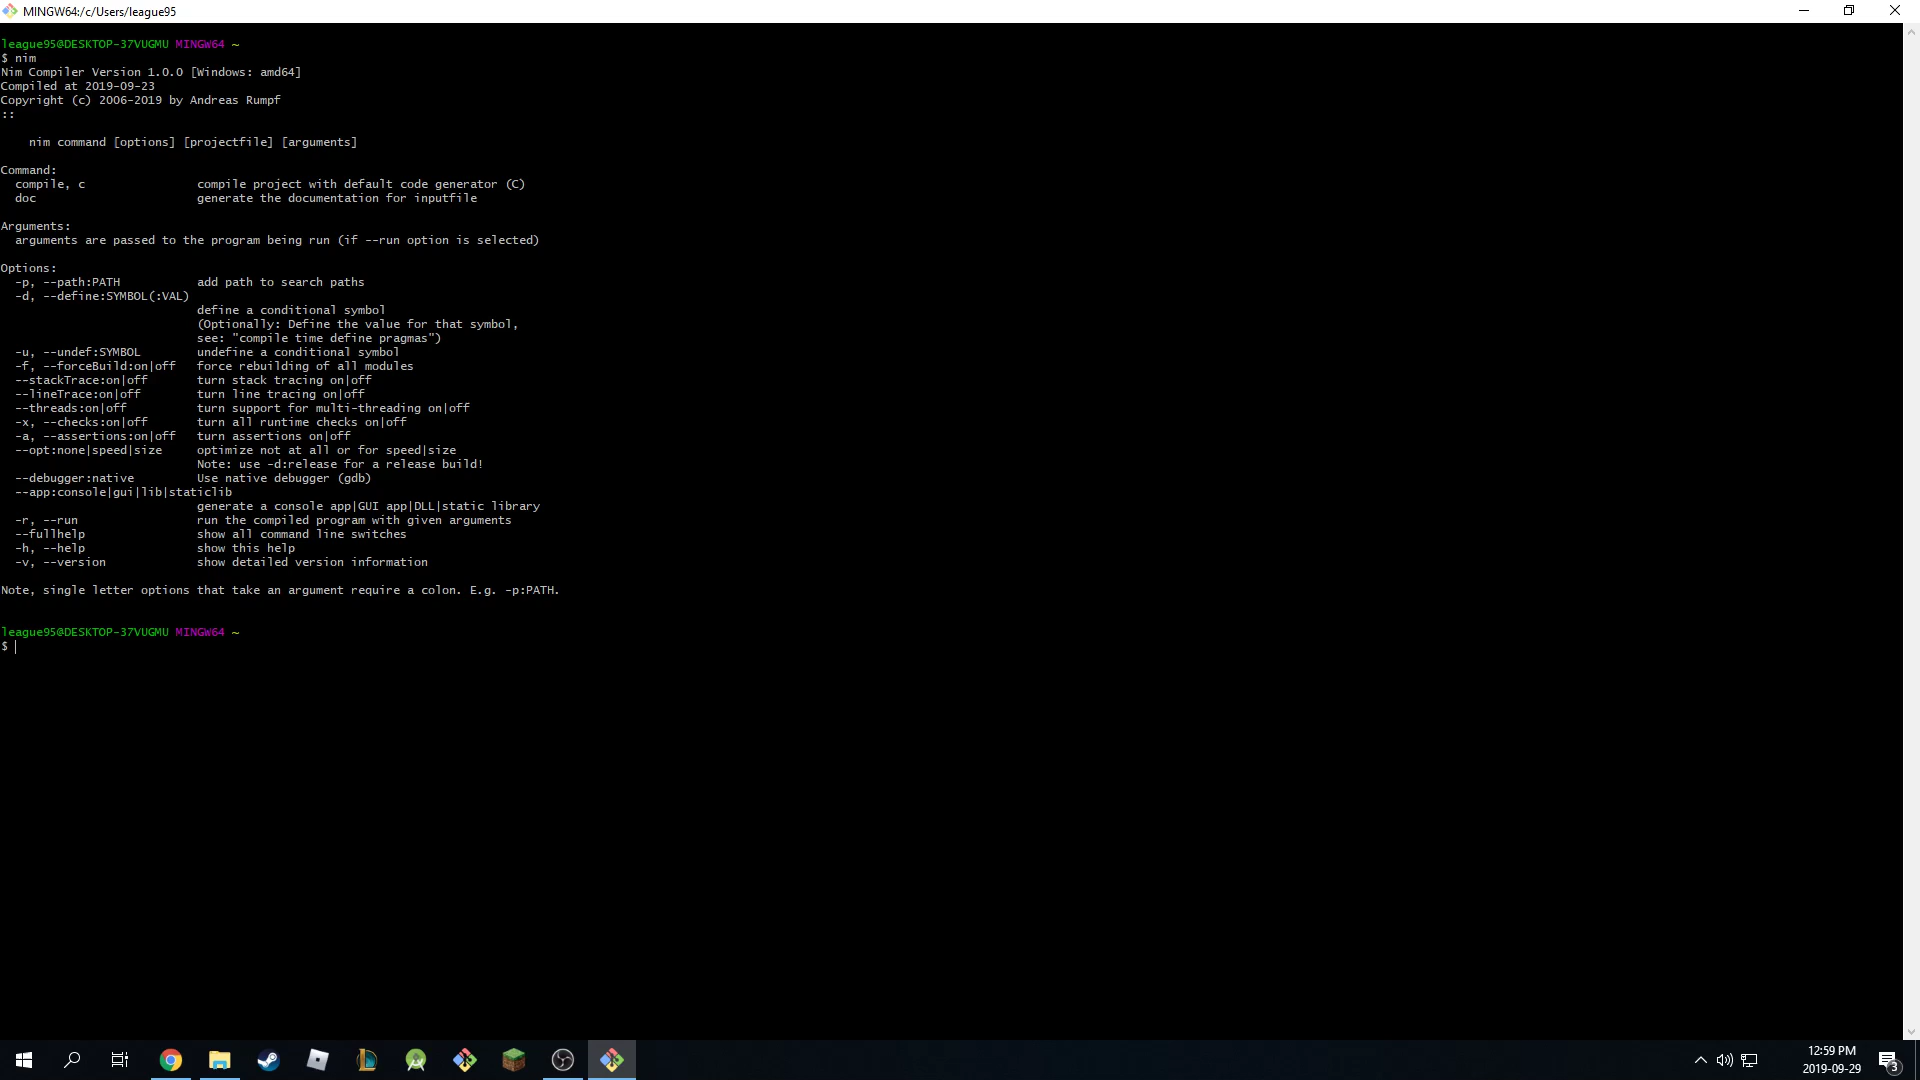 MINGW64:/c/Users/league95
league95@DESKTOP-37VUGMU MINGW64 ~
$ nim
Nim Compiler Version 1.0.0 [Windows: amd64]
Compiled at 2019-09-23
Copyright (c) 2006-2019 by Andreas Rumpf
::
nim command [options] [projectfile] [arguments]
Command:
compile, c compile project with default code generator (C)
doc generate the documentation for inputfile
Arguments:
arguments are passed to the program being run (if --run option is selected)
Options:
-p, --path:PATH add path to search paths
-d, --define:SYMBOL(:VAL)
define a conditional symbol
(Optionally: Define the value for that symbol,
see: "compile time define pragmas")
-u, --undef:SYMBOL undefine a conditional symbol
-f, --forceBuild:on|off force rebuilding of all modules
--stackTrace:on|off turn stack tracing on|off
--lineTrace:on|off turn line tracing on|off
--threads:on|off turn support for multi-threading on|off
-x, --checks:on|off turn all runtime checks on|off
-a, --assertions:on|off turn assertions on|off
--opt:none|speed|size optimize not at all or for speed|size
Note: use -d:release for a release build!
--debugger:native Use native debugger (gdb)
--app:console|gui|lib|staticlib
generate a console app|GUI app|DLL|static library
-r, --run run the compiled program with given arguments
--fullhelp show all command line switches
-h, --help show this help
-v, --version show detailed version information
Note, single letter options that take an argument require a colon. E.g. -p:PATH.
league95@DESKTOP-37VUGMU MINGW64 ~
$
12:59 PM
2019-09-29
3